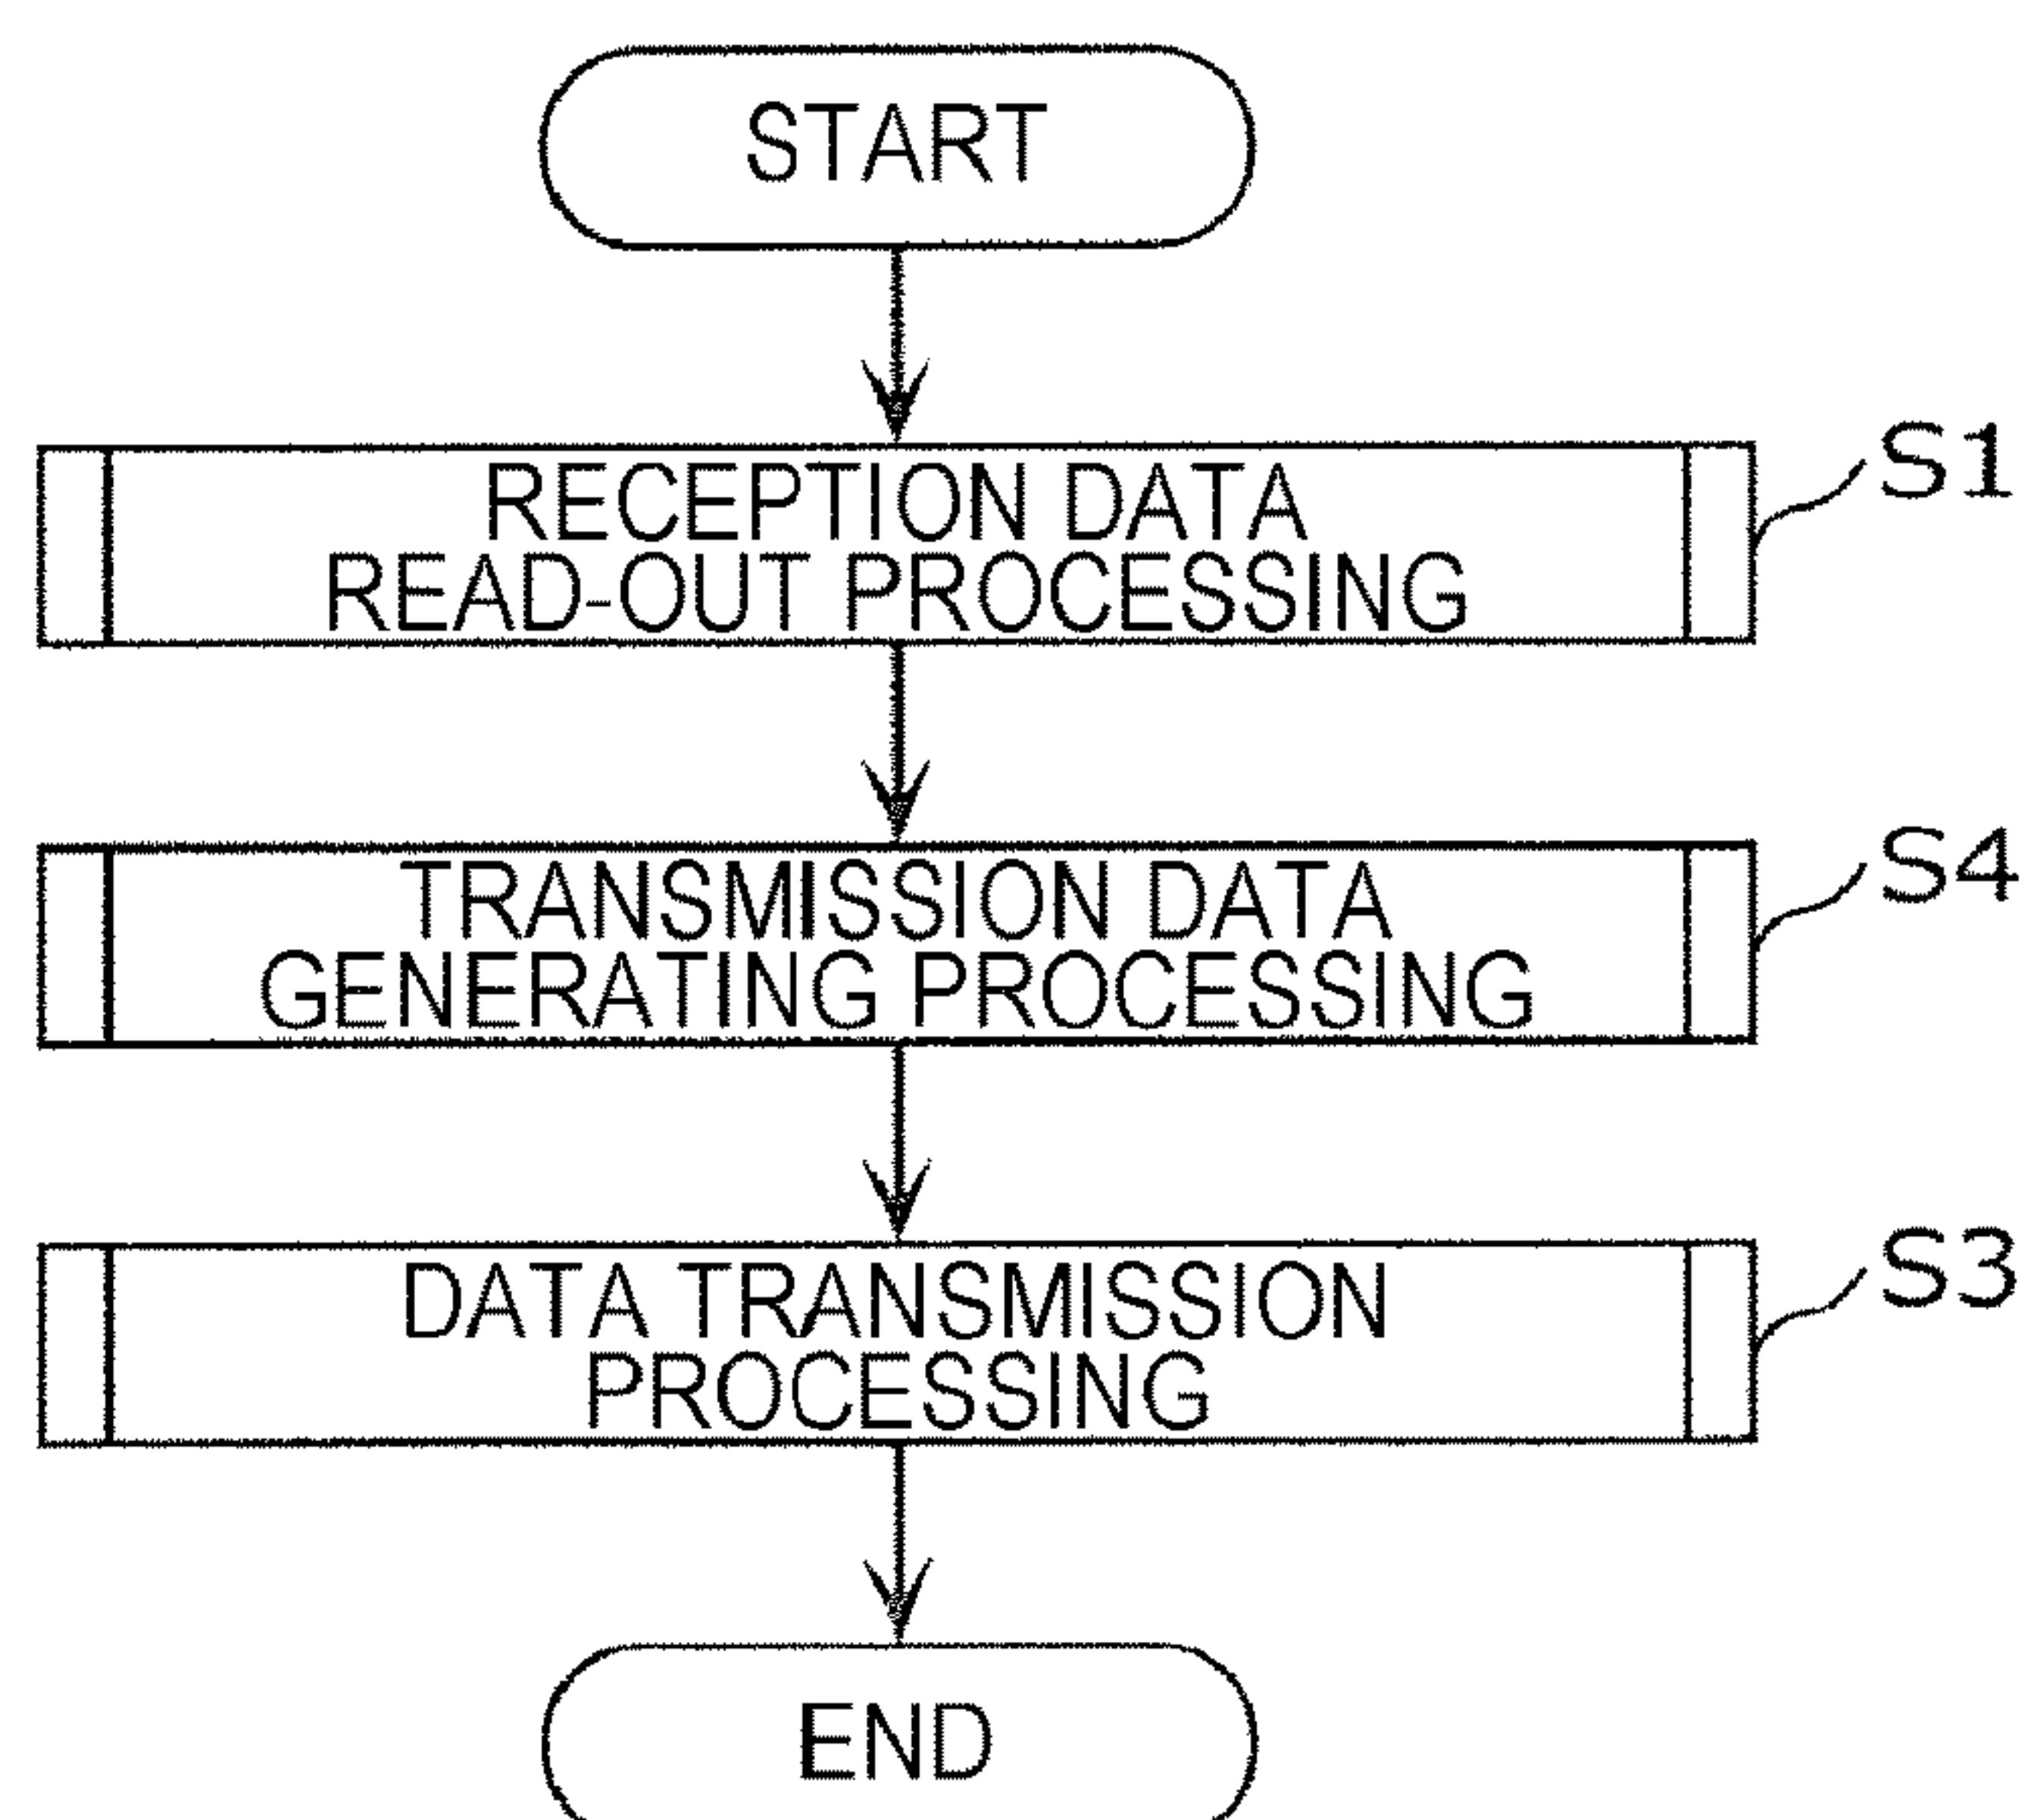 START
RECEPTION DATA
READ-OUT PROCESSING
S1
TRANSMISSION DATA
GENERATING PROCESSING
S4
DATA TRANSMISSION
PROCESSING
S3
END